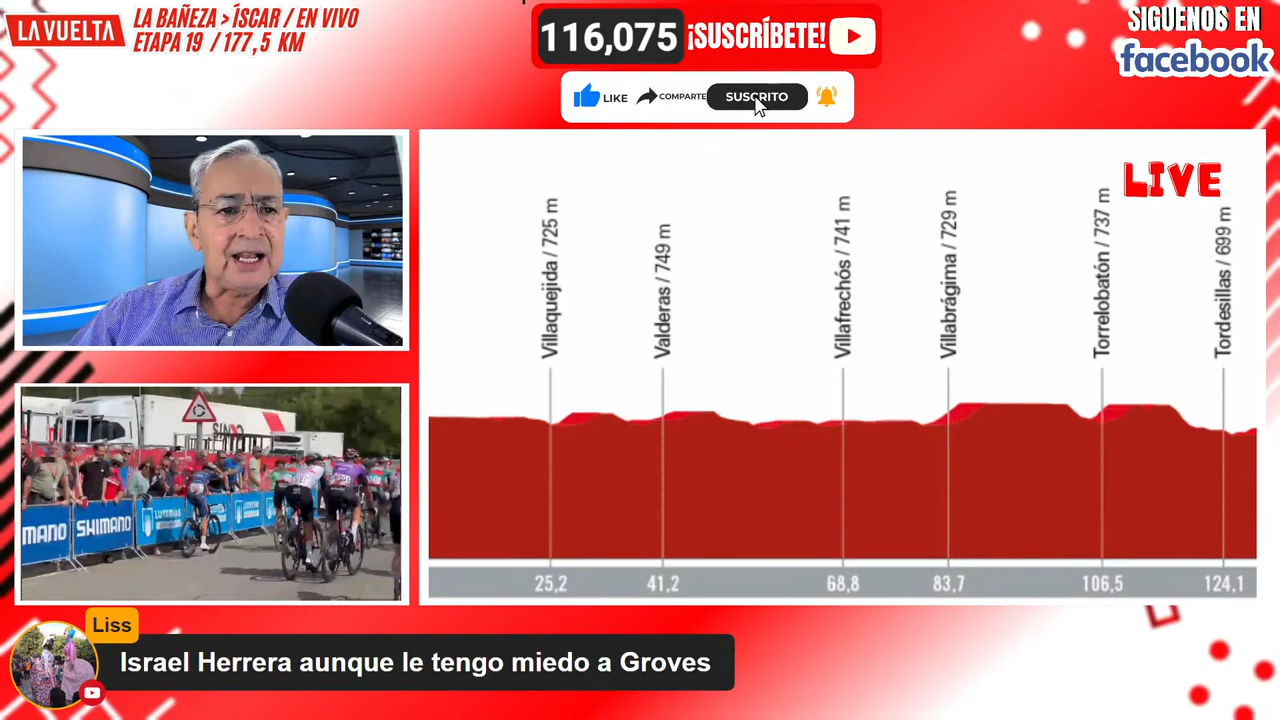 LA VUELTA
LA BAÑEZA > ÍSCAR / EN VIVO
ETAPA 19 / 177,5 KM
116,075
¡SUSCRÍBETE!
SIGUENOS EN
facebook
LIKE
COMPARTE
SUSCRITO
LIVE
Villaquejida / 725 m
Valderas / 749 m
Villafrechós / 741 m
Villabrágima / 729 m
Torrelobatón / 737 m
Tordesillas / 699 m
25,2
41,2
68,8
83,7
106,5
124,1
MANO
SHIMANO
LOTERIAS
Liss
Israel Herrera aunque le tengo miedo a Groves